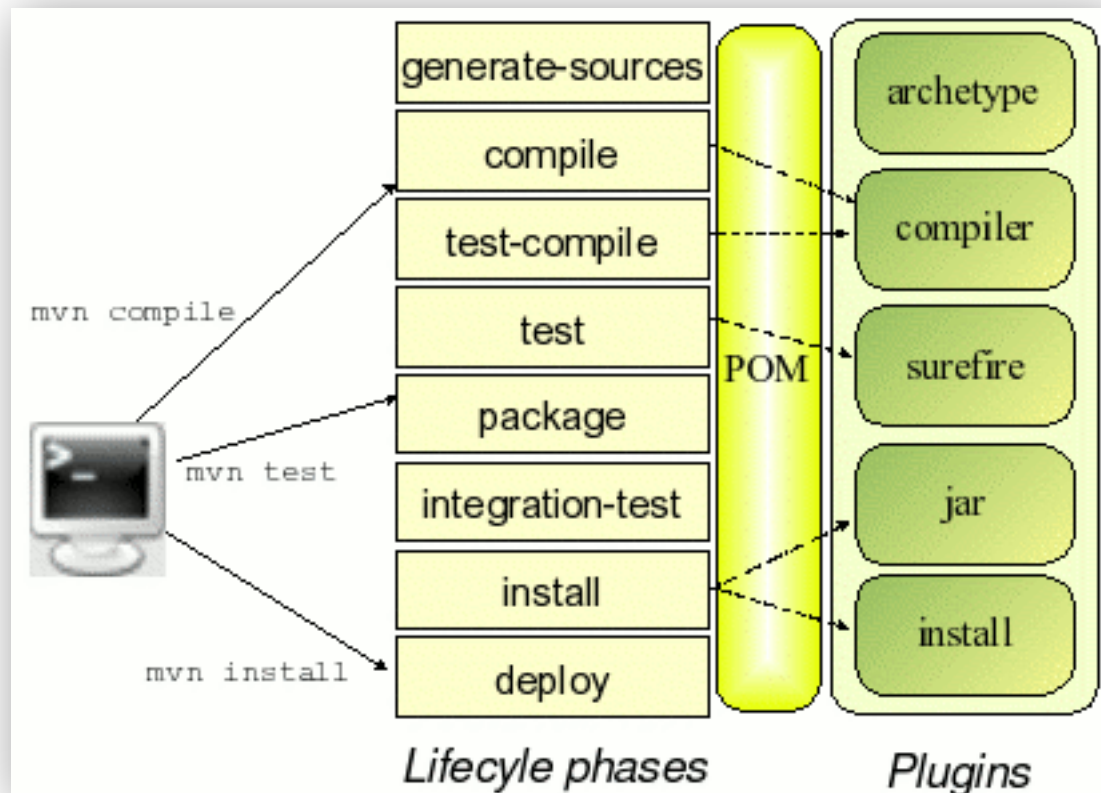 generate-sources
compile
test-compile
test
package
integration-test
install
deploy
mvn compile
mvn test
mvn install
POM
archetype
compiler
surefire
jar
install
Lifecyle phases
Plugins